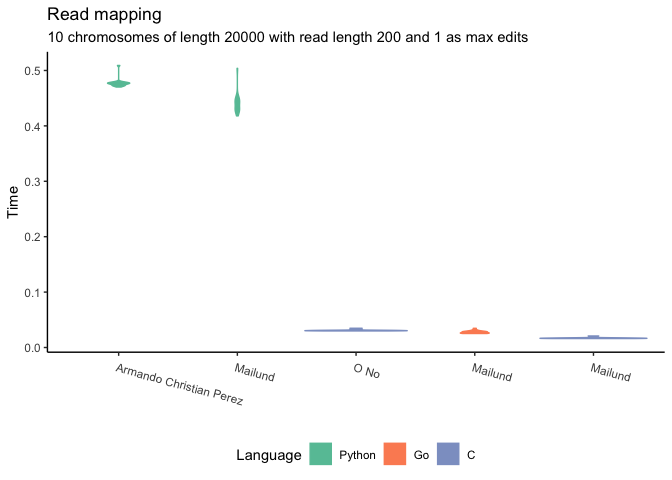 Read mapping
10 chromosomes of length 20000 with read length 200 and 1 as max edits
Time
0.5
0.4
0.3
0.2
0.1
0.0
Armando Christian Perez
Mailund
O No
Mailund
Mailund
Language Python Go C